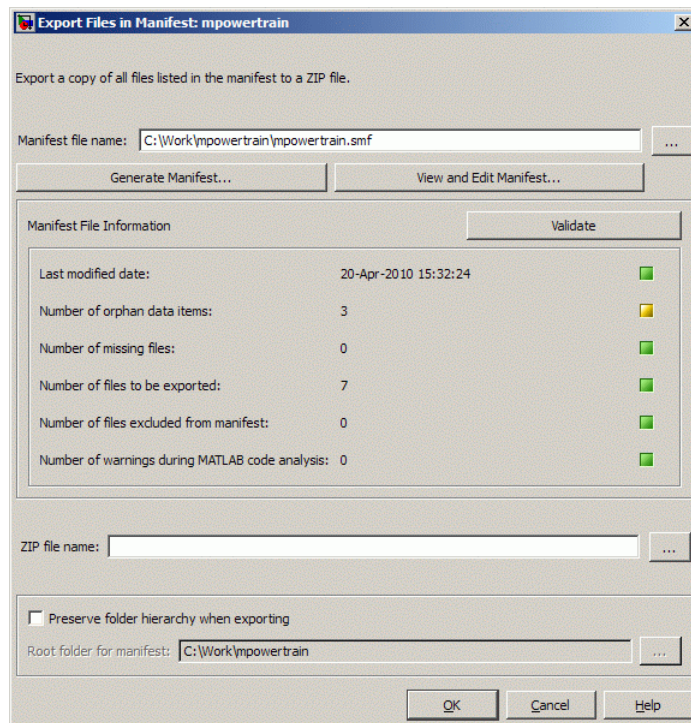 Export Files in Manifest: mpowertrain
Export a copy of all files listed in the manifest to a ZIP file.
Manifest file name: C:\Work\mpowertrain\mpowertrain.smf ...
Generate Manifest... View and Edit Manifest...
Manifest File Information Validate
Last modified date: 20-Apr-2010 15:32:24
Number of orphan data items: 3
Number of missing files: 0
Number of files to be exported: 7
Number of files excluded from manifest: 0
Number of warnings during MATLAB code analysis: 0
ZIP file name: ...
Preserve folder hierarchy when exporting
Root folder for manifest: C:\Work\mpowertrain ...
OK Cancel Help